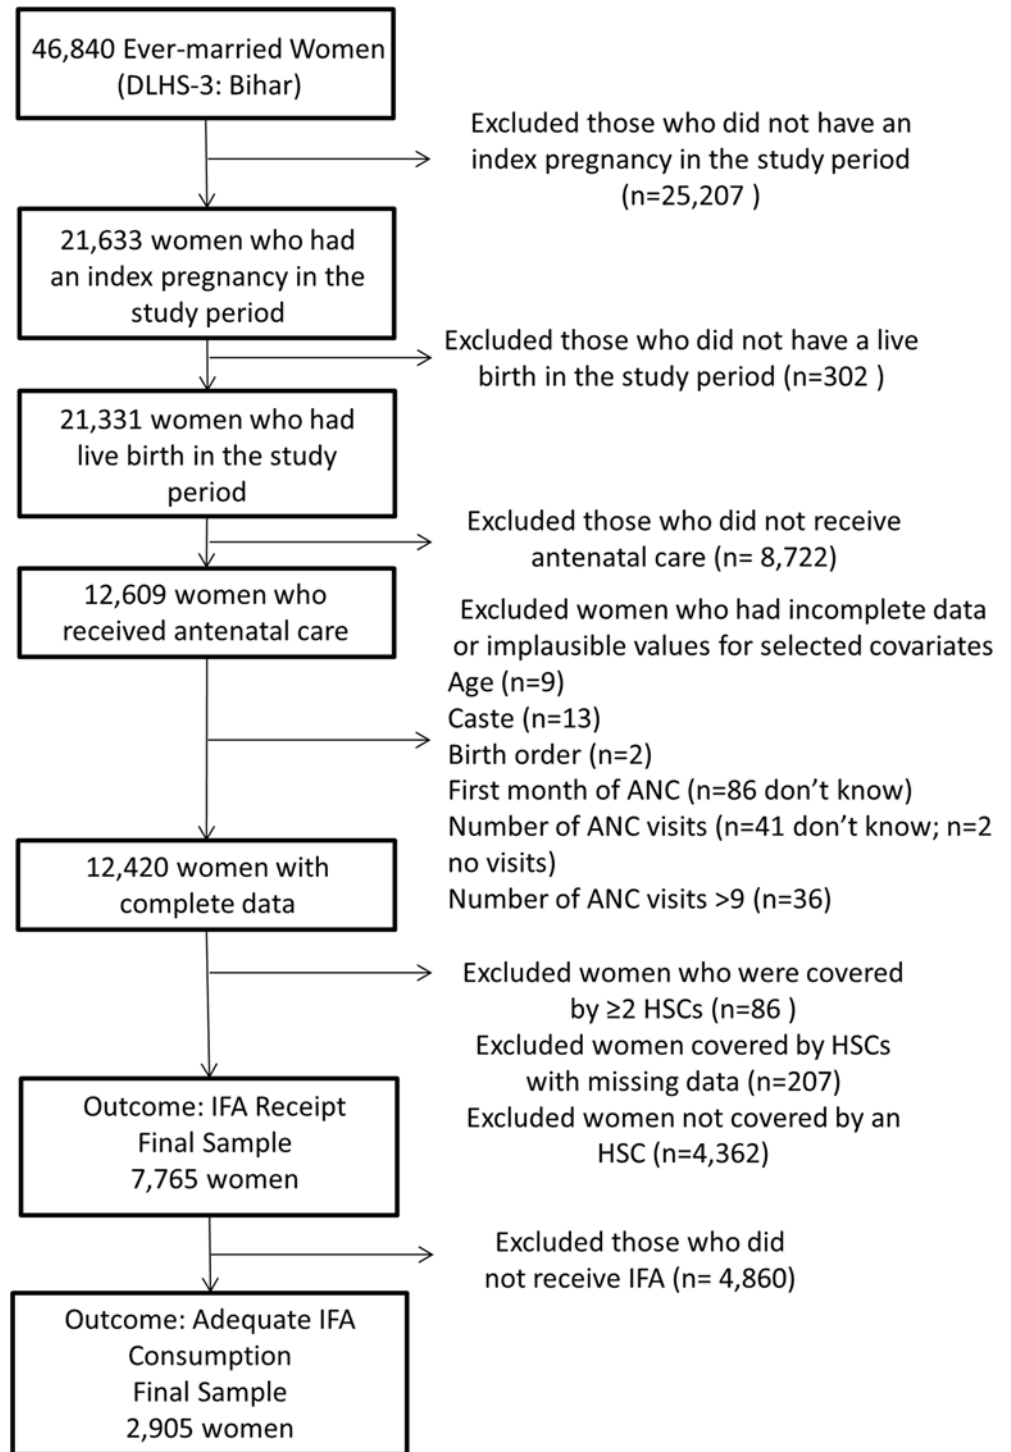 46,840 Ever-married Women
(DLHS-3: Bihar)
Excluded those who did not have an
index pregnancy in the study period
(n=25,207 )
21,633 women who had
an index pregnancy in the
study period
Excluded those who did not have a live
birth in the study period (n=302 )
21,331 women who had
live birth in the study
period
Excluded those who did not receive
antenatal care (n= 8,722)
12,609 women who
received antenatal care
Excluded women who had incomplete data
or implausible values for selected covariates
Age (n=9)
Caste (n=13)
Birth order (n=2)
First month of ANC (n=86 don’t know)
Number of ANC visits (n=41 don’t know; n=2
no visits)
Number of ANC visits >9 (n=36)
12,420 women with
complete data
Excluded women who were covered
by ≥2 HSCs (n=86 )
Excluded women covered by HSCs
with missing data (n=207)
Excluded women not covered by an
HSC (n=4,362)
Outcome: IFA Receipt
Final Sample
7,765 women
Excluded those who did
not receive IFA (n= 4,860)
Outcome: Adequate IFA
Consumption
Final Sample
2,905 women